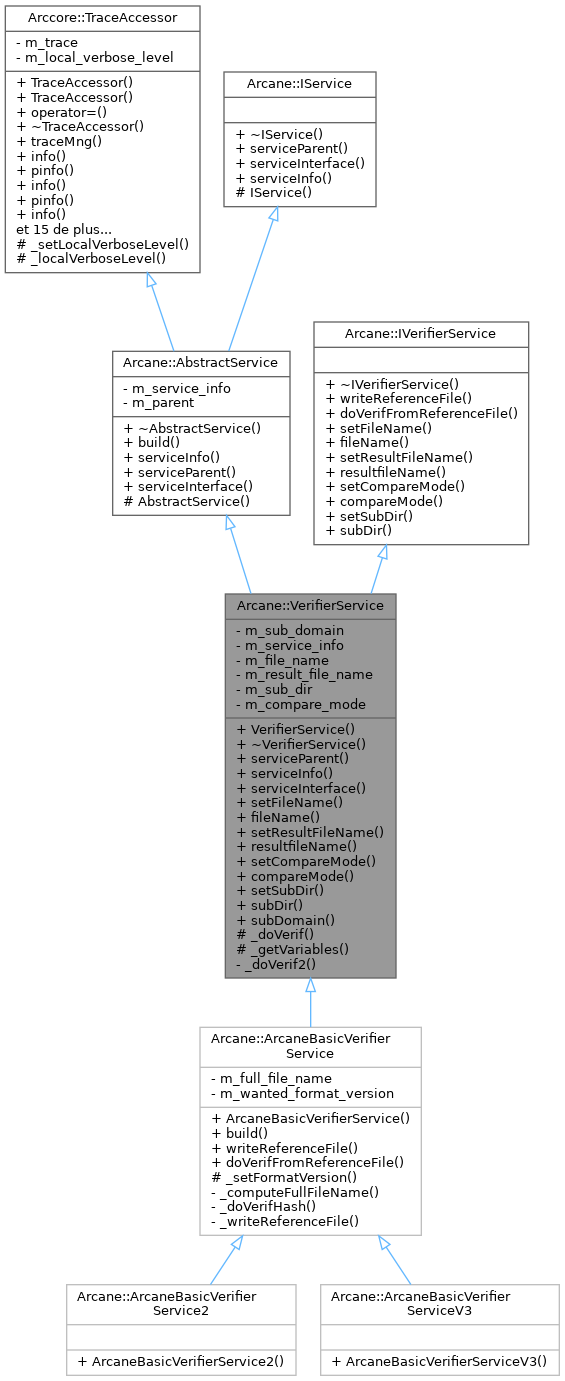 Arccore::TraceAccessor
- m_trace
- m_local_verbose_level
+ TraceAccessor()
+ TraceAccessor()
+ operator=()
+ ~TraceAccessor()
+ traceMng()
+ info()
+ pinfo()
+ info()
+ pinfo()
+ info()
et 15 de plus...
# _setLocalVerboseLevel()
# _localVerboseLevel()
Arcane::IService
+ ~IService()
+ serviceParent()
+ serviceInterface()
+ serviceInfo()
# IService()
Arcane::AbstractService
- m_service_info
- m_parent
+ ~AbstractService()
+ build()
+ serviceInfo()
+ serviceParent()
+ serviceInterface()
# AbstractService()
Arcane::IVerifierService
+ ~IVerifierService()
+ writeReferenceFile()
+ doVerifFromReferenceFile()
+ setFileName()
+ fileName()
+ setResultFileName()
+ resultfileName()
+ setCompareMode()
+ compareMode()
+ setSubDir()
+ subDir()
Arcane::VerifierService
- m_sub_domain
- m_service_info
- m_file_name
- m_result_file_name
- m_sub_dir
- m_compare_mode
+ VerifierService()
+ ~VerifierService()
+ serviceParent()
+ serviceInfo()
+ serviceInterface()
+ setFileName()
+ fileName()
+ setResultFileName()
+ resultfileName()
+ setCompareMode()
+ compareMode()
+ setSubDir()
+ subDir()
+ subDomain()
# _doVerif()
# _getVariables()
- _doVerif2()
Arcane::ArcaneBasicVerifier
Service
- m_full_file_name
- m_wanted_format_version
+ ArcaneBasicVerifierService()
+ build()
+ writeReferenceFile()
+ doVerifFromReferenceFile()
# _setFormatVersion()
- _computeFullFileName()
- _doVerifHash()
- _writeReferenceFile()
Arcane::ArcaneBasicVerifier
Service2
+ ArcaneBasicVerifierService2()
Arcane::ArcaneBasicVerifier
ServiceV3
+ ArcaneBasicVerifierServiceV3()